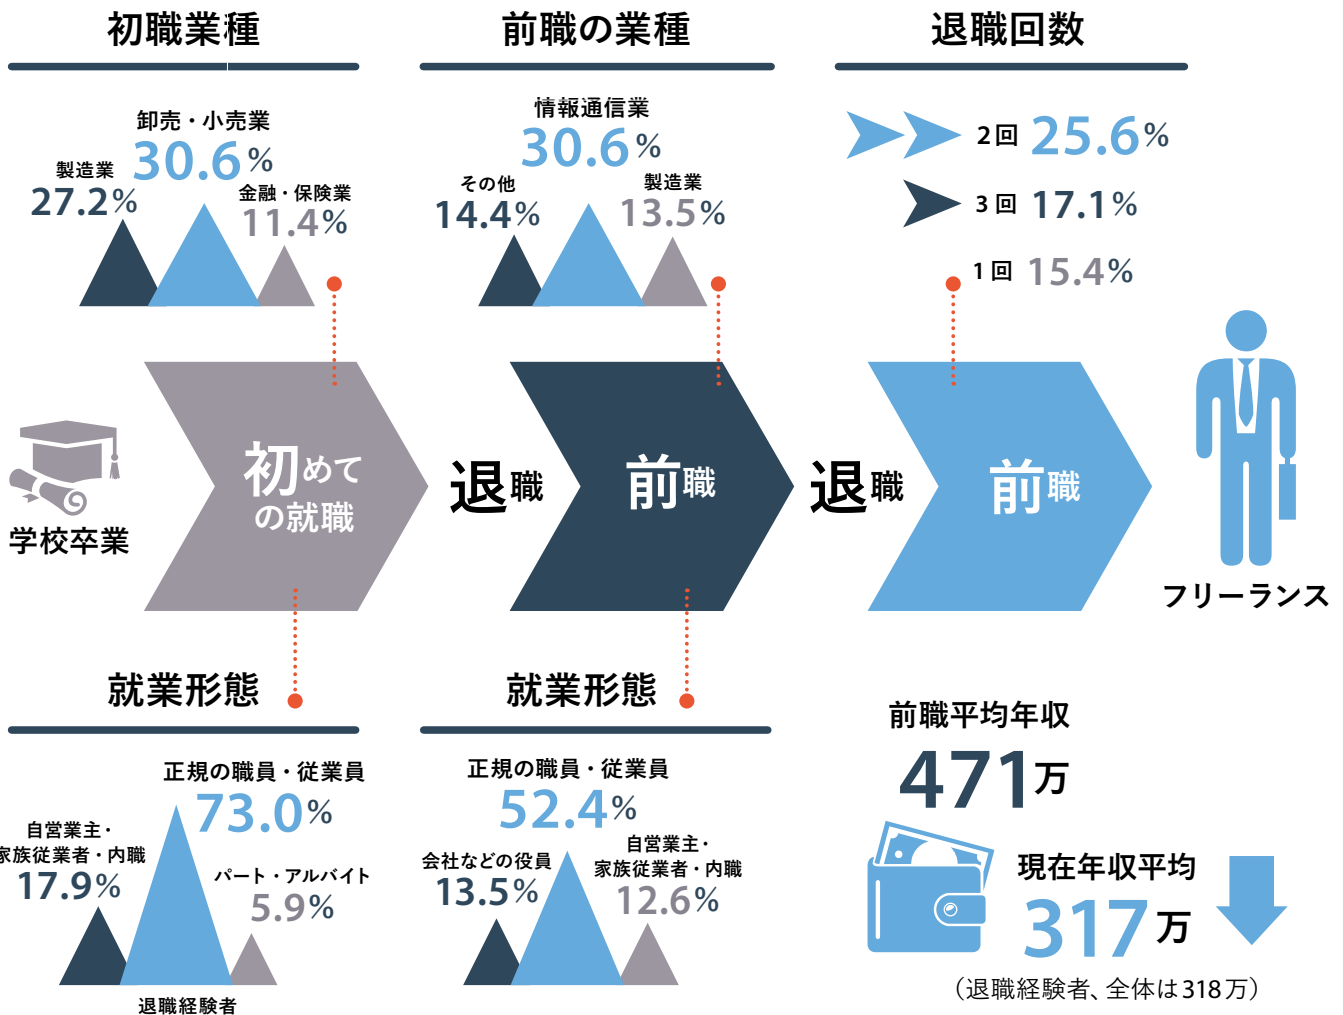 初職業種
卸売・小売業
30.6%
製造業
27.2%
金融・保険業
11.4%
前職の業種
情報通信業
30.6%
その他
14.4%
製造業
13.5%
退職回数
2回 25.6%
3回 17.1%
1回 15.4%
学校卒業
初めて
の就職
退職
前職
退職
前職
フリーランス
就業形態
正規の職員・従業員
73.0%
自営業主・
家族従業者・内職
17.9%
パート・アルバイト
5.9%
退職経験者
就業形態
正規の職員・従業員
52.4%
会社などの役員
13.5%
自営業主・
家族従業者・内職
12.6%
前職平均年収
471万
現在年収平均
317万
（退職経験者、全体は318万）